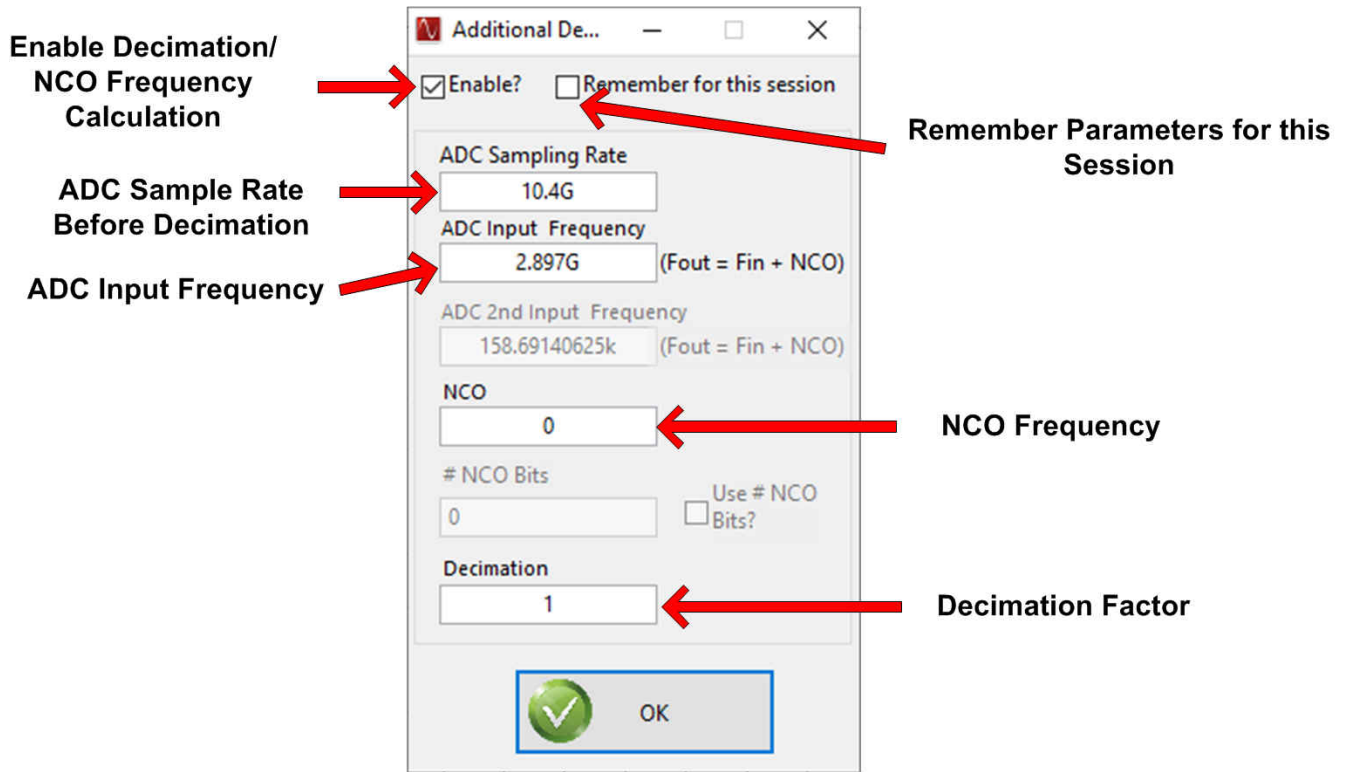 Additional De...
Enable Decimation/
NCO Frequency
Calculation
Enable?
Remember for this session
Remember Parameters for this
Session
ADC Sampling Rate
ADC Sample Rate
Before Decimation
10.4G
ADC Input Frequency
ADC Input Frequency
2.897G
(Fout = Fin + NCO)
ADC 2nd Input Frequency
158.69140625k
(Fout = Fin + NCO)
NCO
0
NCO Frequency
# NCO Bits
0
Use # NCO
Bits?
Decimation
1
Decimation Factor
OK